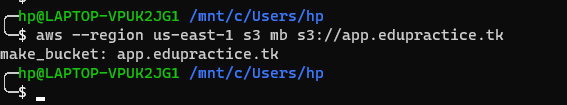 ╭─hp@LAPTOP-VPUK2JG1 /mnt/c/Users/hp
╰─$ aws --region us-east-1 s3 mb s3://app.edupractice.tk
make_bucket: app.edupractice.tk
╭─hp@LAPTOP-VPUK2JG1 /mnt/c/Users/hp
╰─$